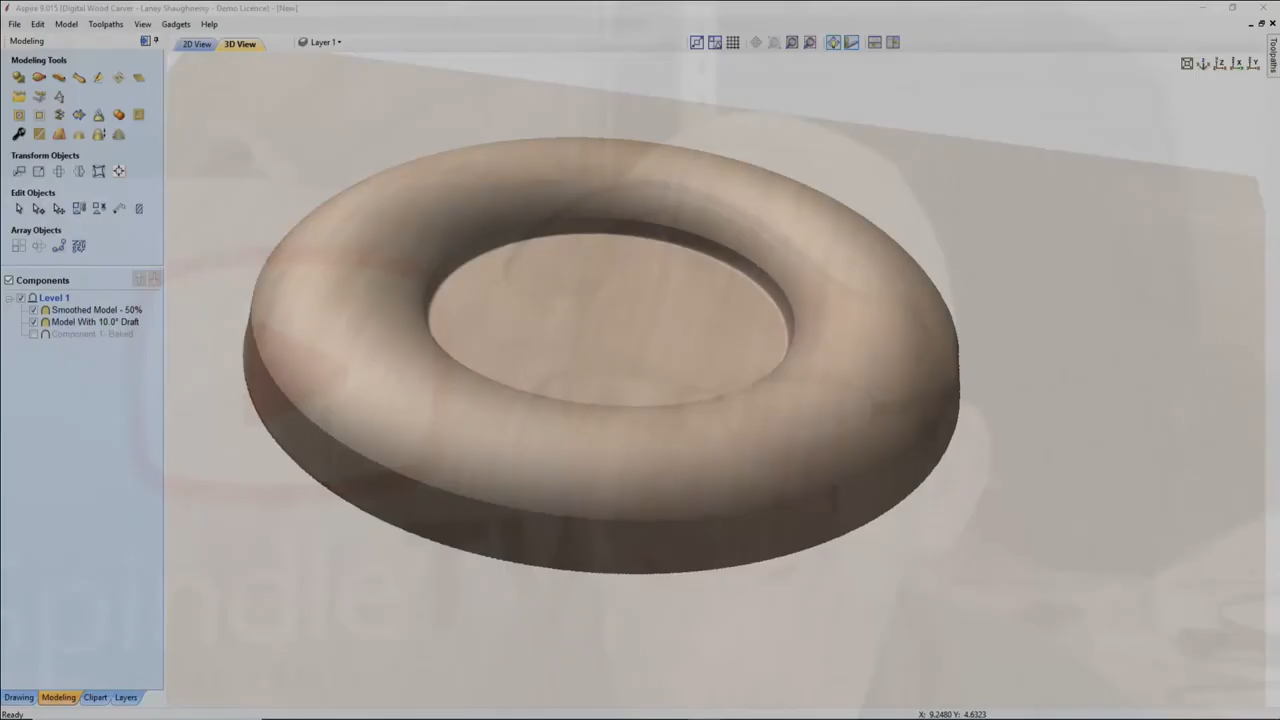 Aspire 9.015 [Digital Wood Carver - Laney Shaughnessy - Demo Licence] - [New]
File Edit Model Toolpaths View Gadgets Help
Modeling
2D View 3D View
Layer 1
Toolpaths
Modeling Tools
Transform Objects
Edit Objects
Array Objects
Components
Level 1
Smoothed Model - 50%
Model With 10.0° Draft
Component 1- Baked
spindle
Drawing Modeling Clipart Layers
Ready
X: 9.2480 Y: 4.6323